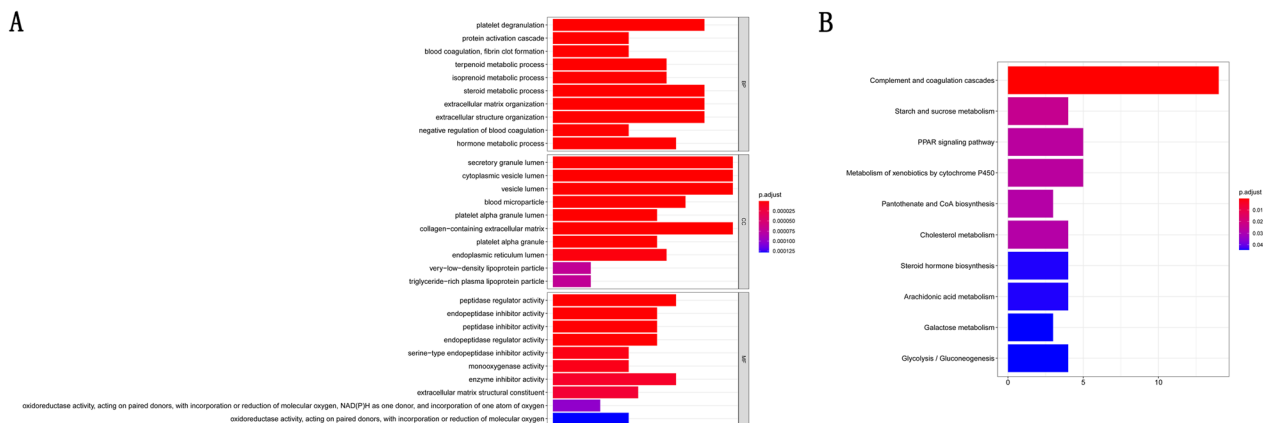 A
platelet degranulation
protein activation cascade
blood coagulation, fibrin clot formation
terpenoid metabolic process
isoprenoid metabolic process
steroid metabolic process
extracellular matrix organization
extracellular structure organization
negative regulation of blood coagulation
hormone metabolic process
BP
secretory granule lumen
cytoplasmic vesicle lumen
vesicle lumen
blood microparticle
platelet alpha granule lumen
collagen−containing extracellular matrix
platelet alpha granule
endoplasmic reticulum lumen
very−low−density lipoprotein particle
triglyceride−rich plasma lipoprotein particle
CC
peptidase regulator activity
endopeptidase inhibitor activity
peptidase inhibitor activity
endopeptidase regulator activity
serine−type endopeptidase inhibitor activity
monooxygenase activity
enzyme inhibitor activity
extracellular matrix structural constituent
oxidoreductase activity, acting on paired donors, with incorporation or reduction of molecular oxygen, NAD(P)H as one donor, and incorporation of one atom of oxygen
oxidoreductase activity, acting on paired donors, with incorporation or reduction of molecular oxygen
MF
p.adjust
0.000025
0.000050
0.000075
0.000100
0.000125
B
Complement and coagulation cascades
Starch and sucrose metabolism
PPAR signaling pathway
Metabolism of xenobiotics by cytochrome P450
Pantothenate and CoA biosynthesis
Cholesterol metabolism
Steroid hormone biosynthesis
Arachidonic acid metabolism
Galactose metabolism
Glycolysis / Gluconeogenesis
0 5 10
p.adjust
0.01
0.02
0.03
0.04